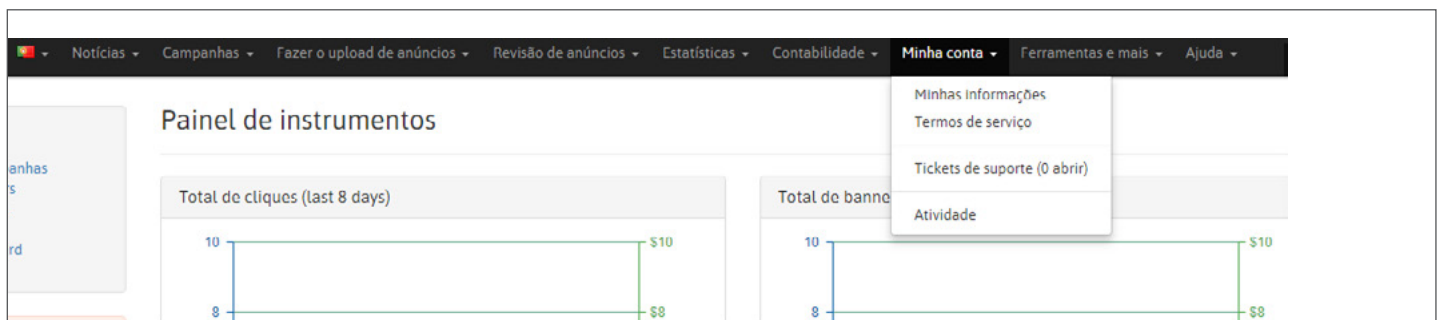 Notícias Campanhas Fazer o upload de anúncios Revisão de anúncios Estatísticas Contabilidade Minha conta Ferramentas e mais Ajuda
Minhas informações
Termos de serviço
Tickets de suporte (0 abrir)
Atividade
Painel de instrumentos
anhas
rs
rd
Total de cliques (last 8 days)
10 $10
8 $8
Total de banne
10 $10
8 $8